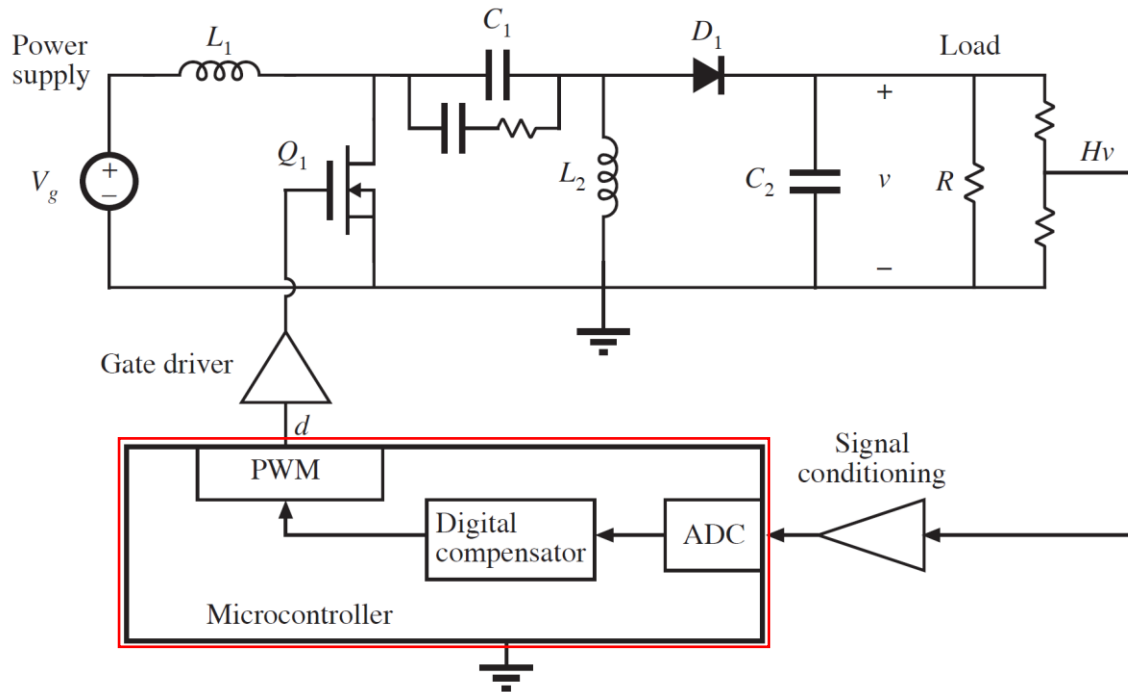 Power
supply
L₁
C₁
D₁
Load
+
Hv
Q₁
V_g
+
−
L₂
C₂
v
R
−
Gate driver
d
Signal
conditioning
PWM
Digital
compensator
ADC
Microcontroller